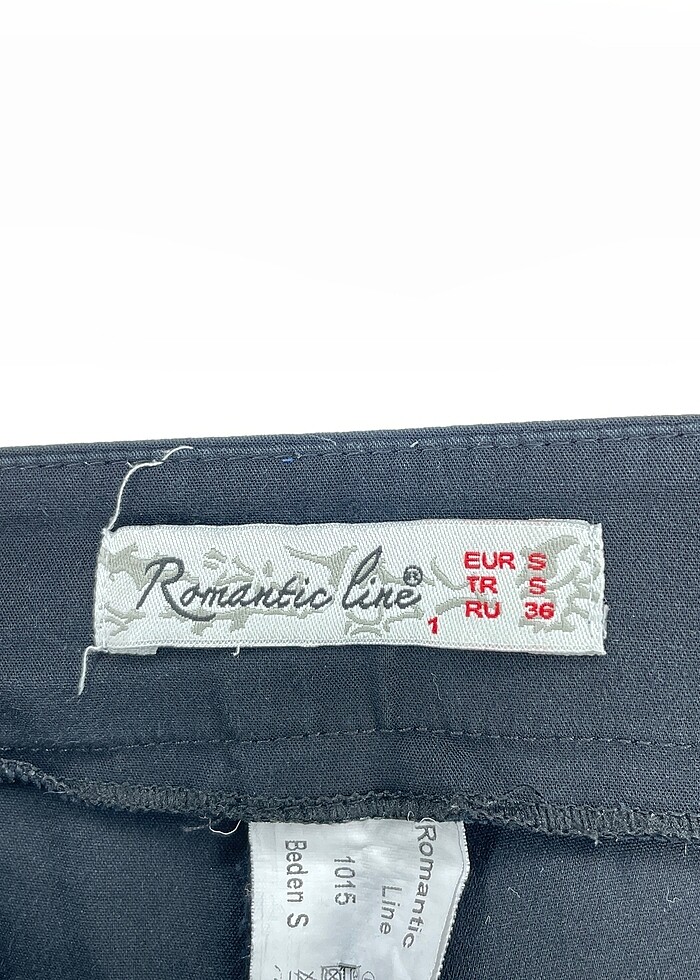 Romantic line®
1
EUR S
TR S
RU 36
Romantic
Line
1015
Beden S